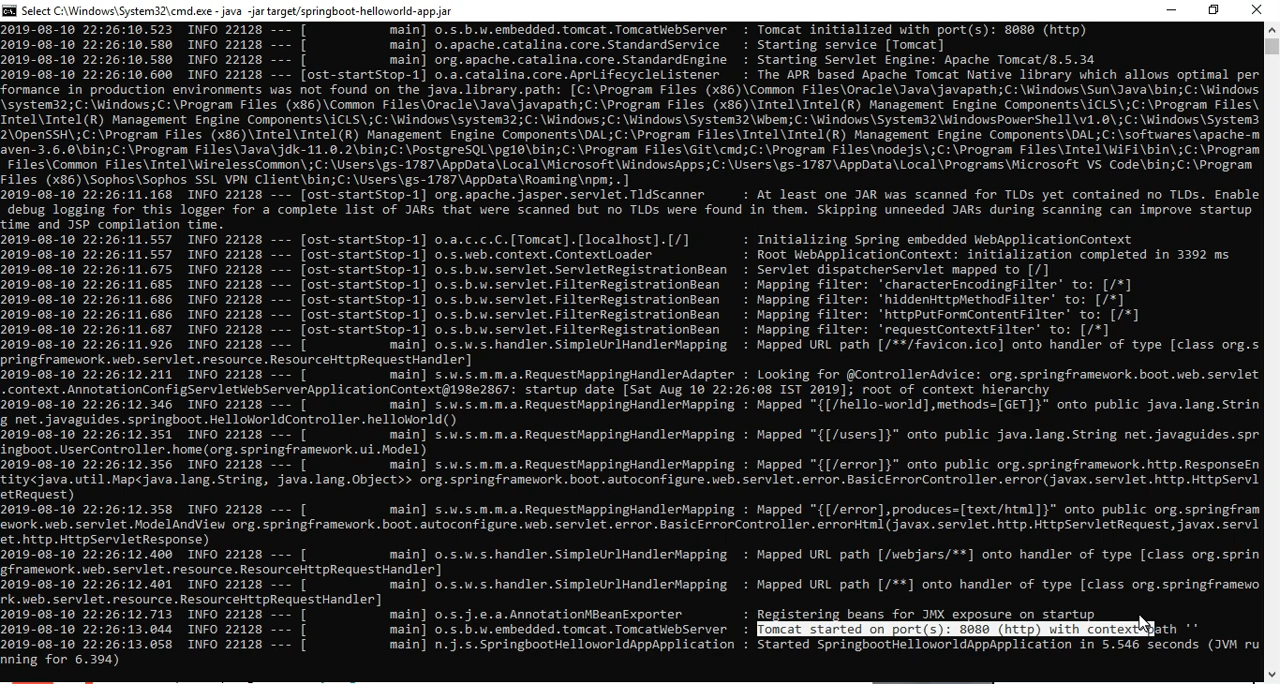 Select C:\Windows\System32\cmd.exe - java -jar target/springboot-helloworld-app.jar
2019-08-10 22:26:10.523  INFO 22128 --- [           main] o.s.b.w.embedded.tomcat.TomcatWebServer  : Tomcat initialized with port(s): 8080 (http)
2019-08-10 22:26:10.580  INFO 22128 --- [           main] o.apache.catalina.core.StandardService   : Starting service [Tomcat]
2019-08-10 22:26:10.580  INFO 22128 --- [           main] org.apache.catalina.core.StandardEngine  : Starting Servlet Engine: Apache Tomcat/8.5.34
2019-08-10 22:26:10.600  INFO 22128 --- [ost-startStop-1] o.a.catalina.core.AprLifecycleListener   : The APR based Apache Tomcat Native library which allows optimal per
formance in production environments was not found on the java.library.path: [C:\Program Files (x86)\Common Files\Oracle\Java\javapath;C:\Windows\Sun\Java\bin;C:\Windows
\system32;C:\Windows;C:\Program Files (x86)\Common Files\Oracle\Java\javapath;C:\Program Files (x86)\Intel\Intel(R) Management Engine Components\iCLS\;C:\Program Files\
Intel\Intel(R) Management Engine Components\iCLS\;C:\Windows\system32;C:\Windows;C:\Windows\System32\Wbem;C:\Windows\System32\WindowsPowerShell\v1.0\;C:\Windows\System3
2\OpenSSH\;C:\Program Files (x86)\Intel\Intel(R) Management Engine Components\DAL;C:\Program Files\Intel\Intel(R) Management Engine Components\DAL;C:\softwares\apache-m
aven-3.6.0\bin;C:\Program Files\Java\jdk-11.0.2\bin;C:\PostgreSQL\pg10\bin;C:\Program Files\Git\cmd;C:\Program Files\nodejs\;C:\Program Files\Intel\WiFi\bin\;C:\Program
 Files\Common Files\Intel\WirelessCommon\;C:\Users\gs-1787\AppData\Local\Microsoft\WindowsApps;C:\Users\gs-1787\AppData\Local\Programs\Microsoft VS Code\bin;C:\Program 
Files (x86)\Sophos\Sophos SSL VPN Client\bin;C:\Users\gs-1787\AppData\Roaming\npm;.]
2019-08-10 22:26:11.168  INFO 22128 --- [ost-startStop-1] org.apache.jasper.servlet.TldScanner     : At least one JAR was scanned for TLDs yet contained no TLDs. Enable
 debug logging for this logger for a complete list of JARs that were scanned but no TLDs were found in them. Skipping unneeded JARs during scanning can improve startup 
time and JSP compilation time.
2019-08-10 22:26:11.557  INFO 22128 --- [ost-startStop-1] o.a.c.c.C.[Tomcat].[localhost].[/]       : Initializing Spring embedded WebApplicationContext
2019-08-10 22:26:11.557  INFO 22128 --- [ost-startStop-1] o.s.web.context.ContextLoader            : Root WebApplicationContext: initialization completed in 3392 ms
2019-08-10 22:26:11.675  INFO 22128 --- [ost-startStop-1] o.s.b.w.servlet.ServletRegistrationBean  : Servlet dispatcherServlet mapped to [/]
2019-08-10 22:26:11.685  INFO 22128 --- [ost-startStop-1] o.s.b.w.servlet.FilterRegistrationBean   : Mapping filter: 'characterEncodingFilter' to: [/*]
2019-08-10 22:26:11.686  INFO 22128 --- [ost-startStop-1] o.s.b.w.servlet.FilterRegistrationBean   : Mapping filter: 'hiddenHttpMethodFilter' to: [/*]
2019-08-10 22:26:11.686  INFO 22128 --- [ost-startStop-1] o.s.b.w.servlet.FilterRegistrationBean   : Mapping filter: 'httpPutFormContentFilter' to: [/*]
2019-08-10 22:26:11.687  INFO 22128 --- [ost-startStop-1] o.s.b.w.servlet.FilterRegistrationBean   : Mapping filter: 'requestContextFilter' to: [/*]
2019-08-10 22:26:11.926  INFO 22128 --- [           main] o.s.w.s.handler.SimpleUrlHandlerMapping  : Mapped URL path [/**/favicon.ico] onto handler of type [class org.s
pringframework.web.servlet.resource.ResourceHttpRequestHandler]
2019-08-10 22:26:12.211  INFO 22128 --- [           main] s.w.s.m.m.a.RequestMappingHandlerAdapter : Looking for @ControllerAdvice: org.springframework.boot.web.servlet
.context.AnnotationConfigServletWebServerApplicationContext@198e2867: startup date [Sat Aug 10 22:26:08 IST 2019]; root of context hierarchy
2019-08-10 22:26:12.346  INFO 22128 --- [           main] s.w.s.m.m.a.RequestMappingHandlerMapping : Mapped "{[/hello-world],methods=[GET]}" onto public java.lang.Strin
g net.javaguides.springboot.HelloWorldController.helloWorld()
2019-08-10 22:26:12.351  INFO 22128 --- [           main] s.w.s.m.m.a.RequestMappingHandlerMapping : Mapped "{[/users]}" onto public java.lang.String net.javaguides.spr
ingboot.UserController.home(org.springframework.ui.Model)
2019-08-10 22:26:12.356  INFO 22128 --- [           main] s.w.s.m.m.a.RequestMappingHandlerMapping : Mapped "{[/error]}" onto public org.springframework.http.ResponseEn
tity<java.util.Map<java.lang.String, java.lang.Object>> org.springframework.boot.autoconfigure.web.servlet.error.BasicErrorController.error(javax.servlet.http.HttpServl
etRequest)
2019-08-10 22:26:12.358  INFO 22128 --- [           main] s.w.s.m.m.a.RequestMappingHandlerMapping : Mapped "{[/error],produces=[text/html]}" onto public org.springfram
ework.web.servlet.ModelAndView org.springframework.boot.autoconfigure.web.servlet.error.BasicErrorController.errorHtml(javax.servlet.http.HttpServletRequest,javax.servl
et.http.HttpServletResponse)
2019-08-10 22:26:12.400  INFO 22128 --- [           main] o.s.w.s.handler.SimpleUrlHandlerMapping  : Mapped URL path [/webjars/**] onto handler of type [class org.sprin
gframework.web.servlet.resource.ResourceHttpRequestHandler]
2019-08-10 22:26:12.401  INFO 22128 --- [           main] o.s.w.s.handler.SimpleUrlHandlerMapping  : Mapped URL path [/**] onto handler of type [class org.springframewo
rk.web.servlet.resource.ResourceHttpRequestHandler]
2019-08-10 22:26:12.713  INFO 22128 --- [           main] o.s.j.e.a.AnnotationMBeanExporter        : Registering beans for JMX exposure on startup
2019-08-10 22:26:13.044  INFO 22128 --- [           main] o.s.b.w.embedded.tomcat.TomcatWebServer  : Tomcat started on port(s): 8080 (http) with context path ''
2019-08-10 22:26:13.058  INFO 22128 --- [           main] n.j.s.SpringbootHelloworldAppApplication : Started SpringbootHelloworldAppApplication in 5.546 seconds (JVM ru
nning for 6.394)